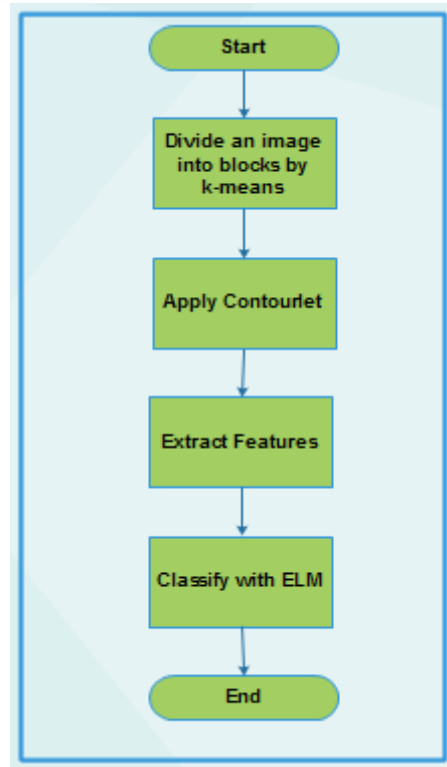 Start
Divide an image
into blocks by
k-means
Apply Contourlet
Extract Features
Classify with ELM
End